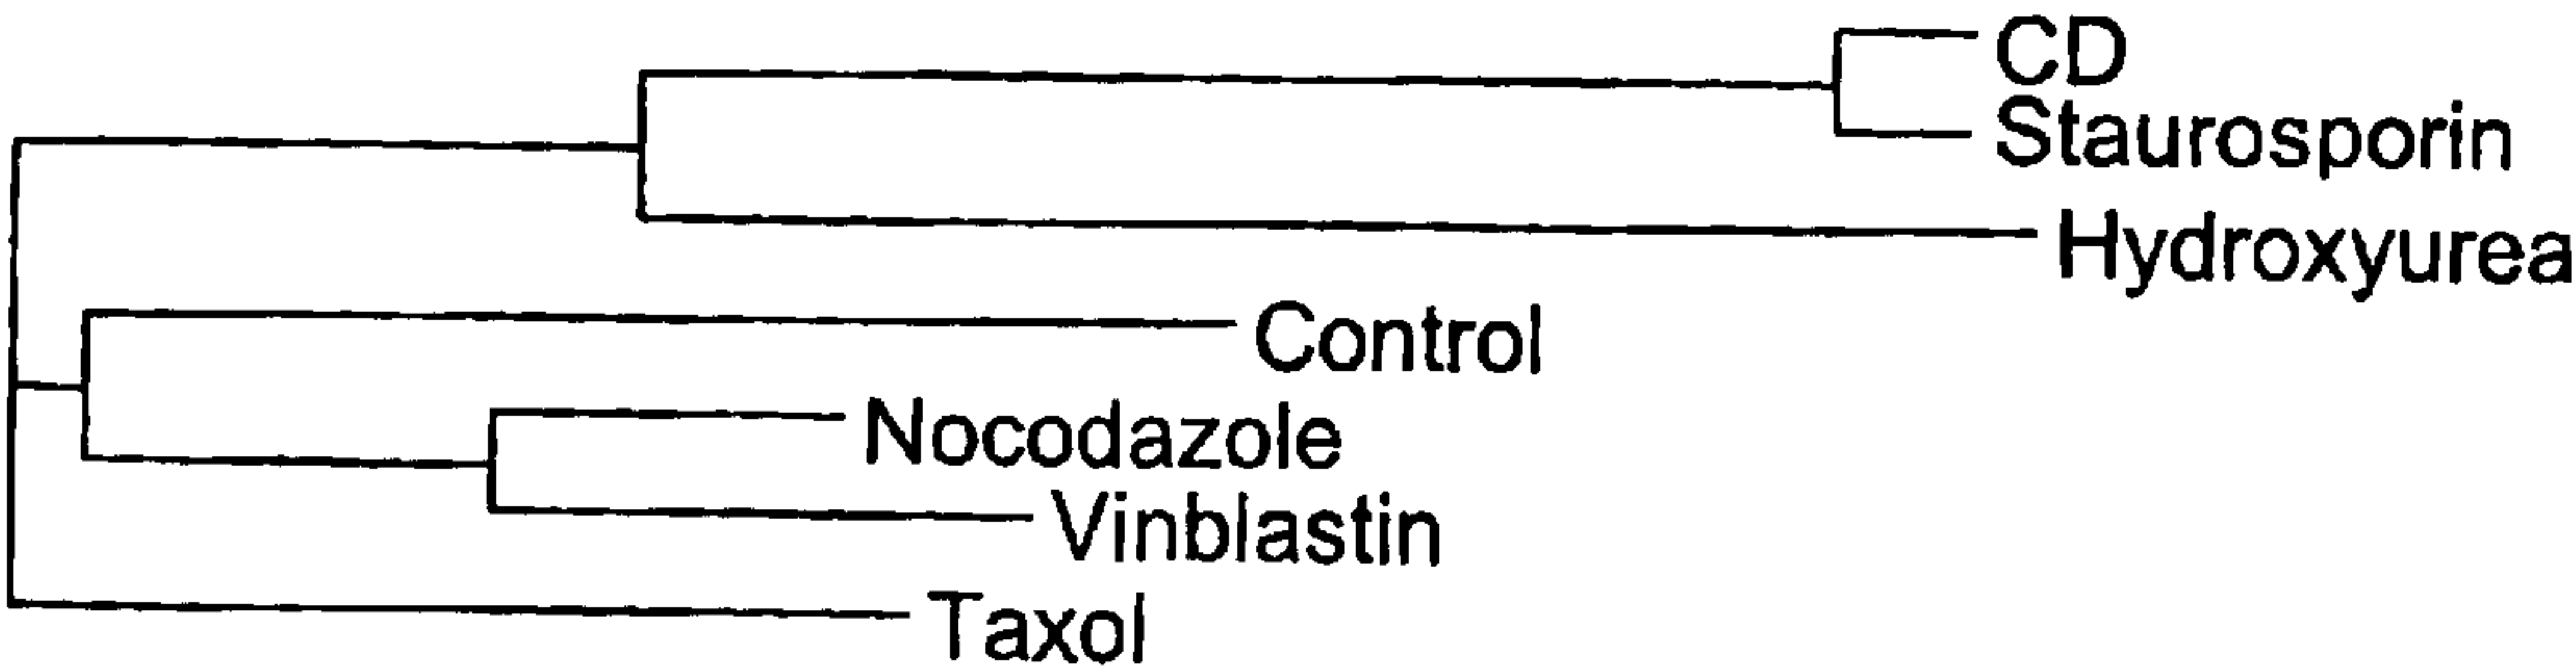 CD
Staurosporin
Hydroxyurea
Control
Nocodazole
Vinblastin
Taxol